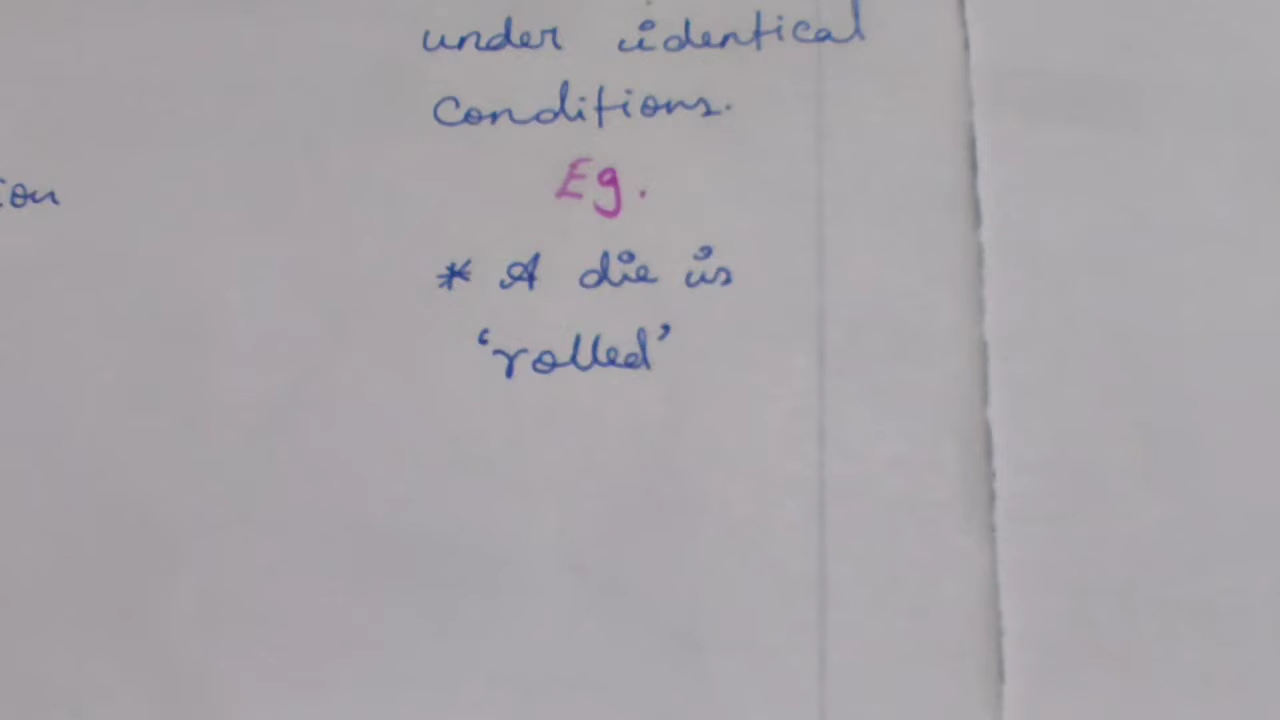 under identical
Conditions.
Eg.
* A die is
'rolled'